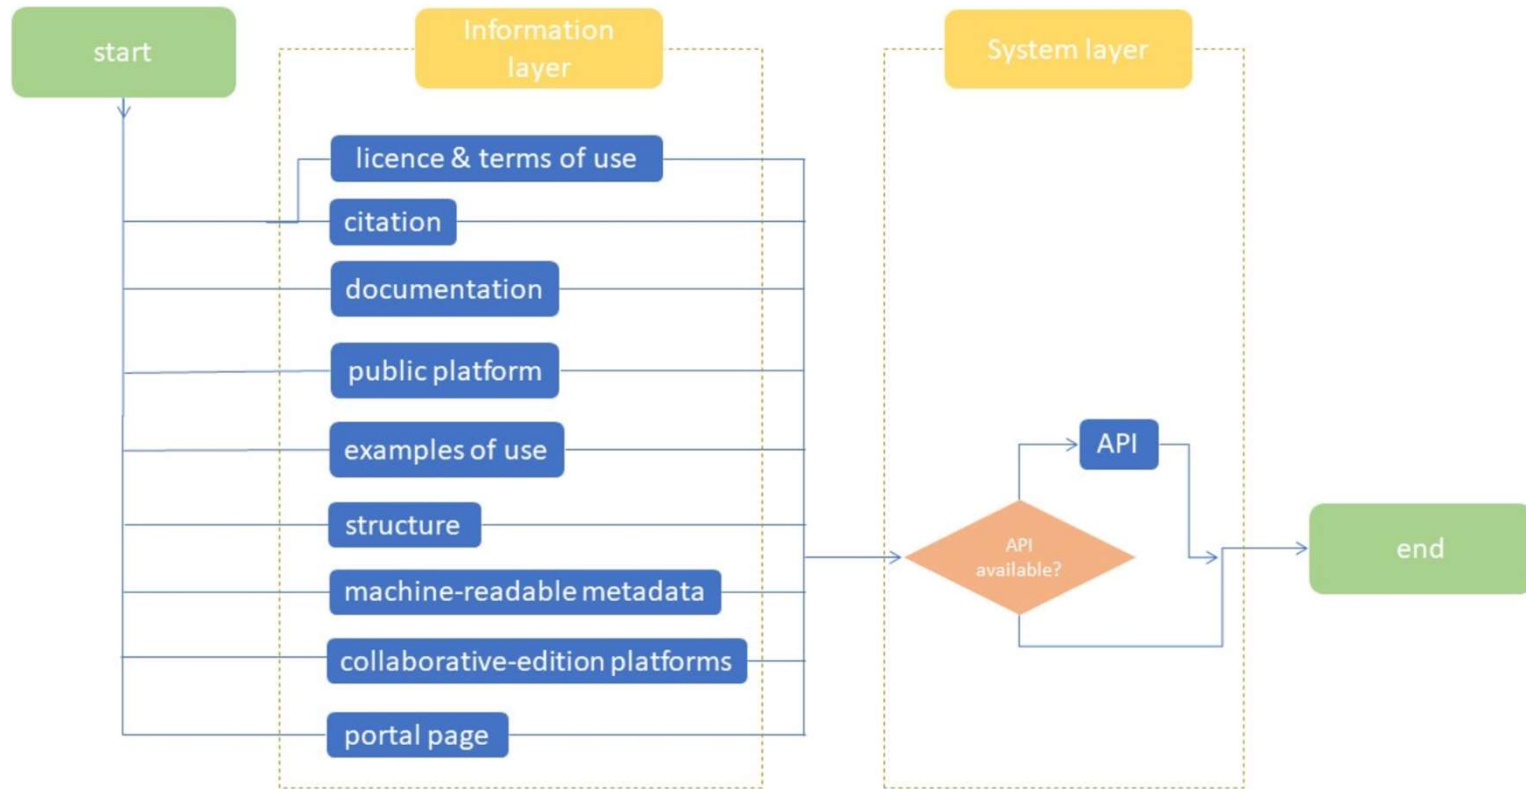 start
Information
layer
System layer
licence & terms of use
citation
documentation
public platform
examples of use
structure
machine-readable metadata
collaborative-edition platforms
portal page
API
API
available?
end